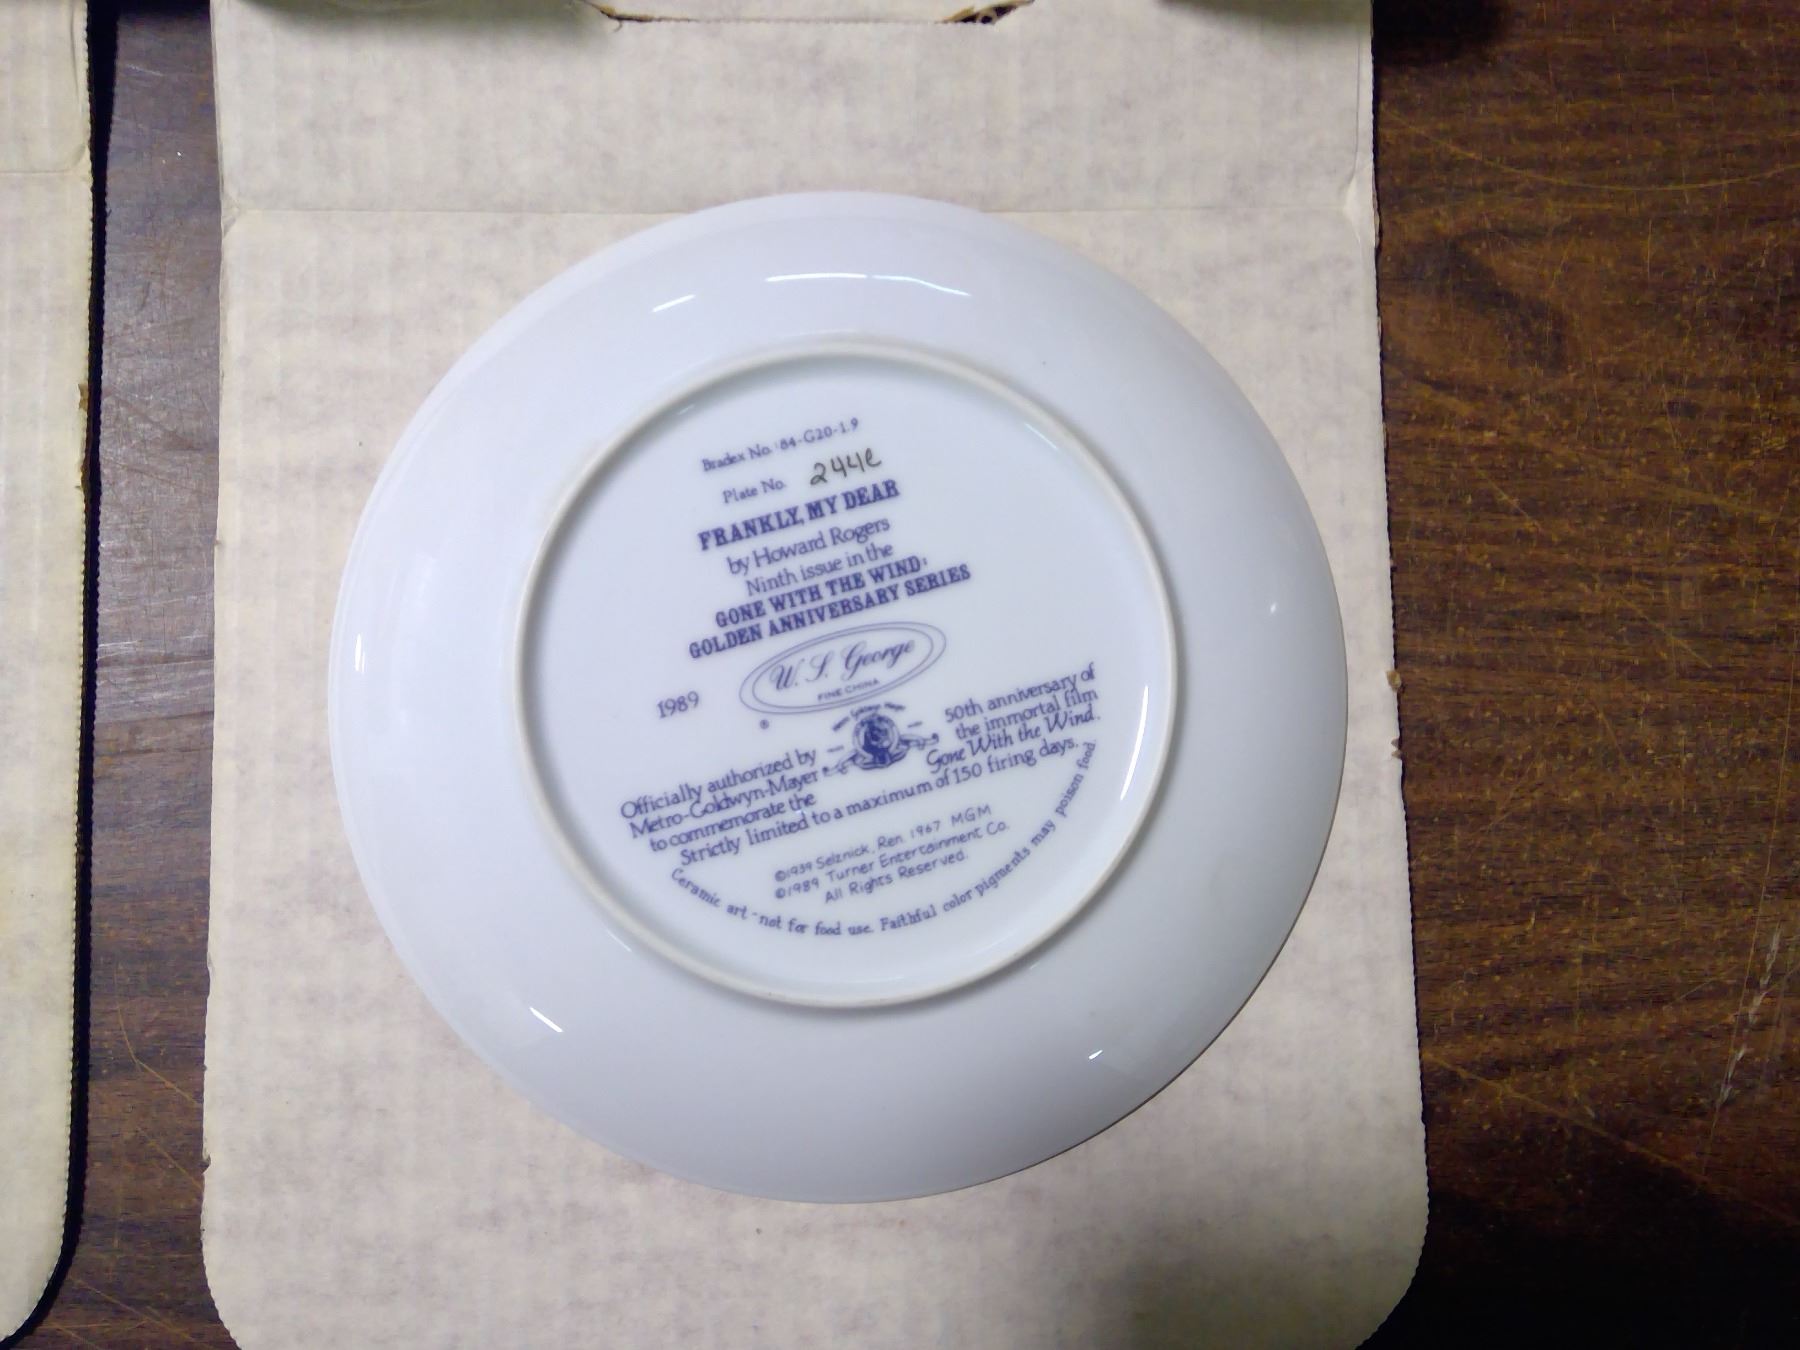 Bradex No. 84-G20-1.9
Plate No. 244e
FRANKLY, MY DEAR
by Howard Rogers
Ninth issue in the
GONE WITH THE WIND:
GOLDEN ANNIVERSARY SERIES
W. S. George
FINE CHINA
®
1989
Officially authorized by
Metro-Goldwyn-Mayer
to commemorate the
50th anniversary of
the immortal film
Gone With the Wind.
Strictly limited to a maximum of 150 firing days.
©1939 Selznick, Ren. 1967 MGM
©1989 Turner Entertainment Co.
All Rights Reserved.
Ceramic art - not for food use. Faithful color pigments may poison food.